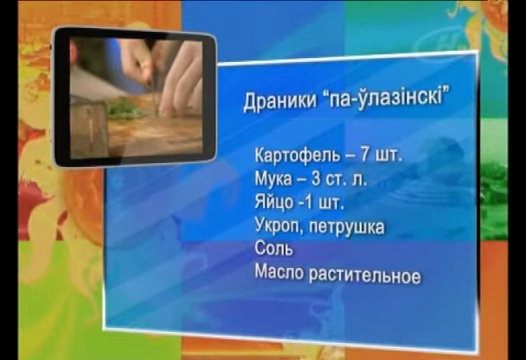 Драники “па-ўлазінскі”
Картофель – 7 шт.
Мука – 3 ст. л.
Яйцо -1 шт.
Укроп, петрушка
Соль
Масло растительное